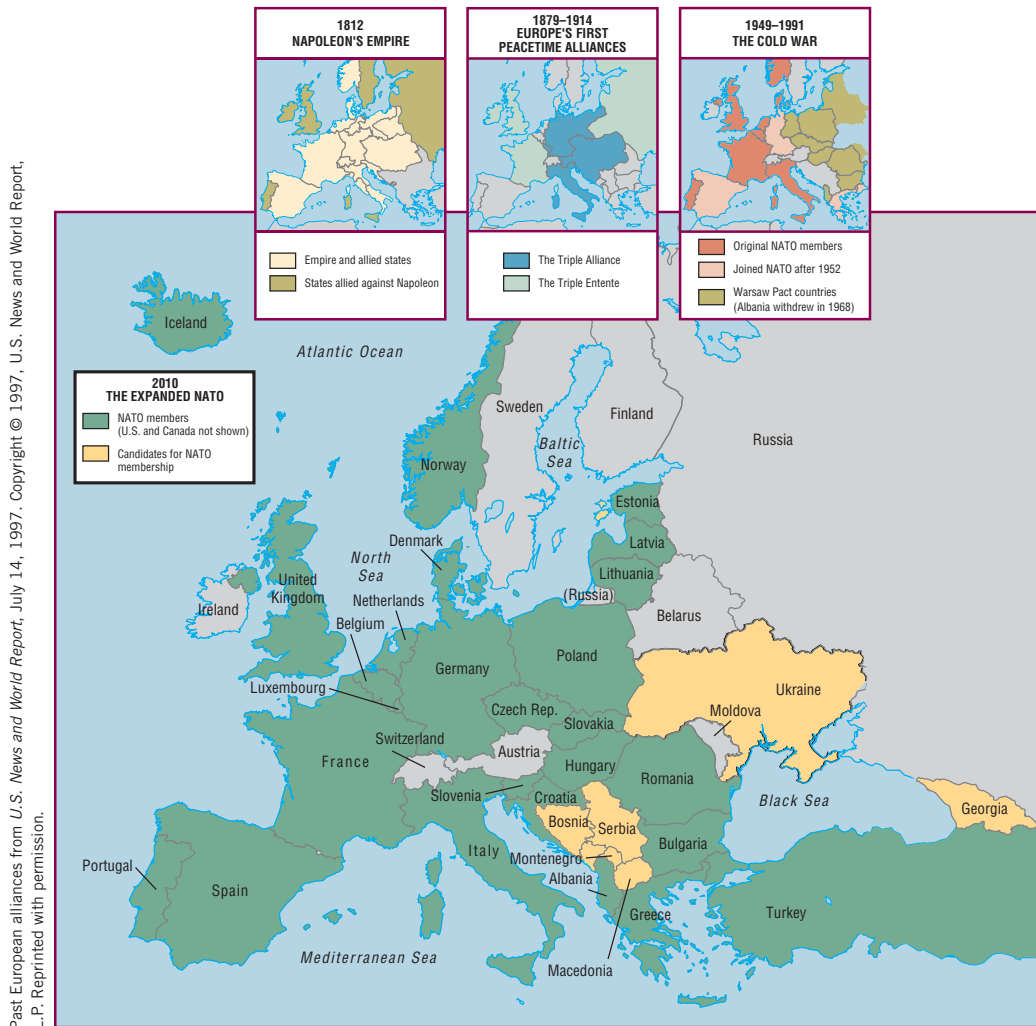 1812
NAPOLEON'S EMPIRE
Empire and allied states
States allied against Napoleon
1879–1914
EUROPE'S FIRST
PEACETIME ALLIANCES
The Triple Alliance
The Triple Entente
1949–1991
THE COLD WAR
Original NATO members
Joined NATO after 1952
Warsaw Pact countries
(Albania withdrew in 1968)
Past European alliances from U.S. News and World Report, July 14, 1997. Copyright © 1997, U.S. News and World Report,
L.P. Reprinted with permission.
2010
THE EXPANDED NATO
NATO members
(U.S. and Canada not shown)
Candidates for NATO
membership
Iceland
Atlantic Ocean
Sweden
Finland
Russia
Baltic
Sea
Norway
Estonia
Latvia
Denmark
North
Sea
Lithuania
United
Kingdom
Netherlands
(Russia)
Ireland
Belgium
Belarus
Poland
Germany
Luxembourg
Ukraine
Czech Rep.
Moldova
Slovakia
Switzerland
Austria
France
Hungary
Romania
Slovenia
Croatia
Black Sea
Georgia
Bosnia
Serbia
Bulgaria
Italy
Montenegro
Portugal
Albania
Spain
Greece
Turkey
Mediterranean Sea
Macedonia